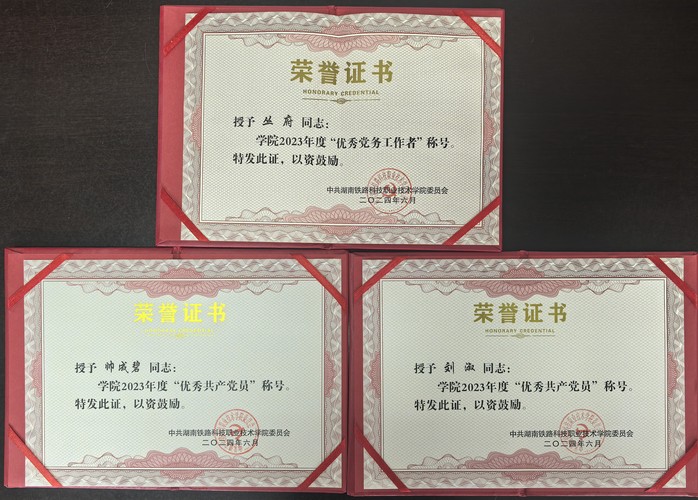 荣誉证书
HONORARY CREDENTIAL
授予 丛府 同志:
学院2023年度“优秀党务工作者”称号。
特发此证,以资鼓励。
中共湖南铁路科技职业技术学院委员会
二〇二四年六月
荣誉证书
授予 帅成碧 同志:
学院2023年度“优秀共产党员”称号。
特发此证,以资鼓励。
中共湖南铁路科技职业技术学院委员会
二〇二四年六月
荣誉证书
HONORARY CREDENTIAL
授予 刘淑 同志:
学院2023年度“优秀共产党员”称号。
特发此证,以资鼓励。
中共湖南铁路科技职业技术学院委员会
二〇二四年六月